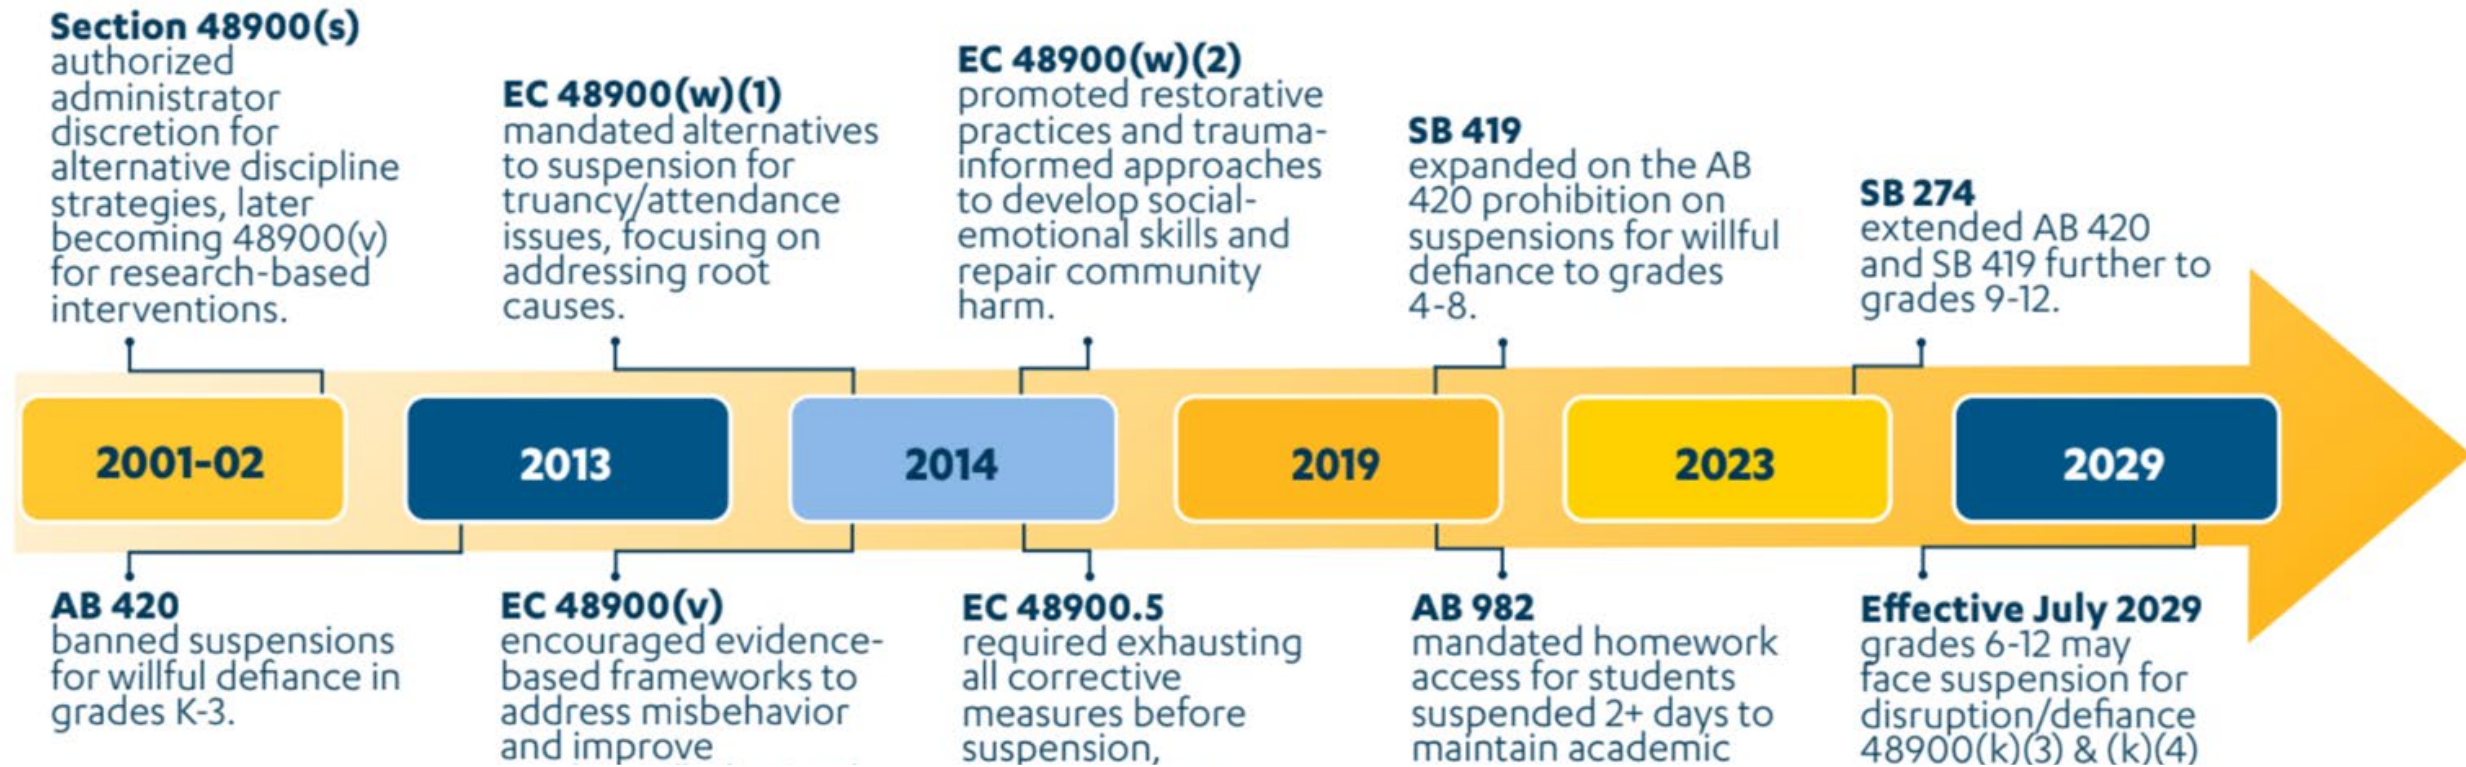 Section 48900(s)
authorized
administrator
discretion for
alternative discipline
strategies, later
becoming 48900(v)
for research-based
interventions.
EC 48900(w)(1)
mandated alternatives
to suspension for
truancy/attendance
issues, focusing on
addressing root
causes.
EC 48900(w)(2)
promoted restorative
practices and trauma-
informed approaches
to develop social-
emotional skills and
repair community
harm.
SB 419
expanded on the AB
420 prohibition on
suspensions for willful
defiance to grades
4-8.
SB 274
extended AB 420
and SB 419 further to
grades 9-12.
2001-02
2013
2014
2019
2023
2029
AB 420
banned suspensions
for willful defiance in
grades K-3.
EC 48900(v)
encouraged evidence-
based frameworks to
address misbehavior
and improve
EC 48900.5
required exhausting
all corrective
measures before
suspension,
AB 982
mandated homework
access for students
suspended 2+ days to
maintain academic
Effective July 2029
grades 6-12 may
face suspension for
disruption/defiance
48900(k)(3) & (k)(4)